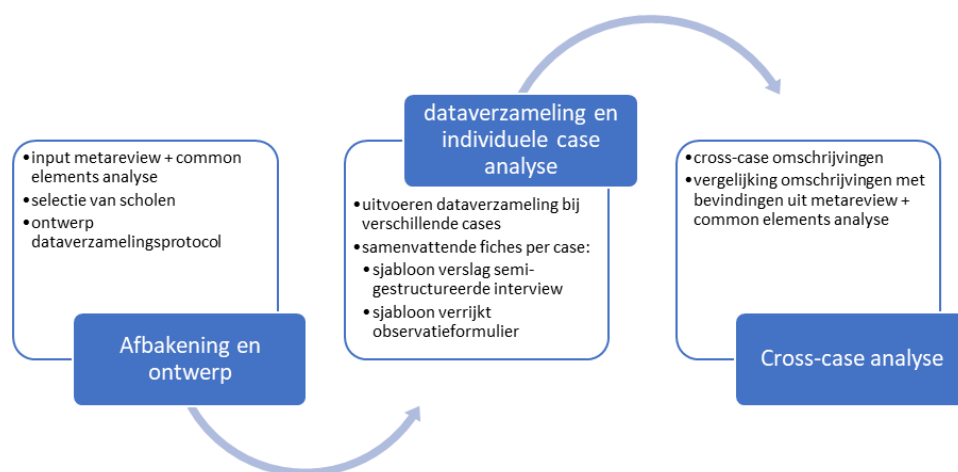 •input metareview + common
elements analyse
•selectie van scholen
•ontwerp
dataverzamelingsprotocol
Afbakening en
ontwerp
dataverzameling en
individuele case
analyse
•uitvoeren dataverzameling bij
verschillende cases
•samenvattende fiches per case:
•sjabloon verslag semi-
gestructureerde interview
•sjabloon verrijkt
observatieformulier
•cross-case omschrijvingen
•vergelijking omschrijvingen met
bevindingen uit metareview +
common elements analyse
Cross-case analyse